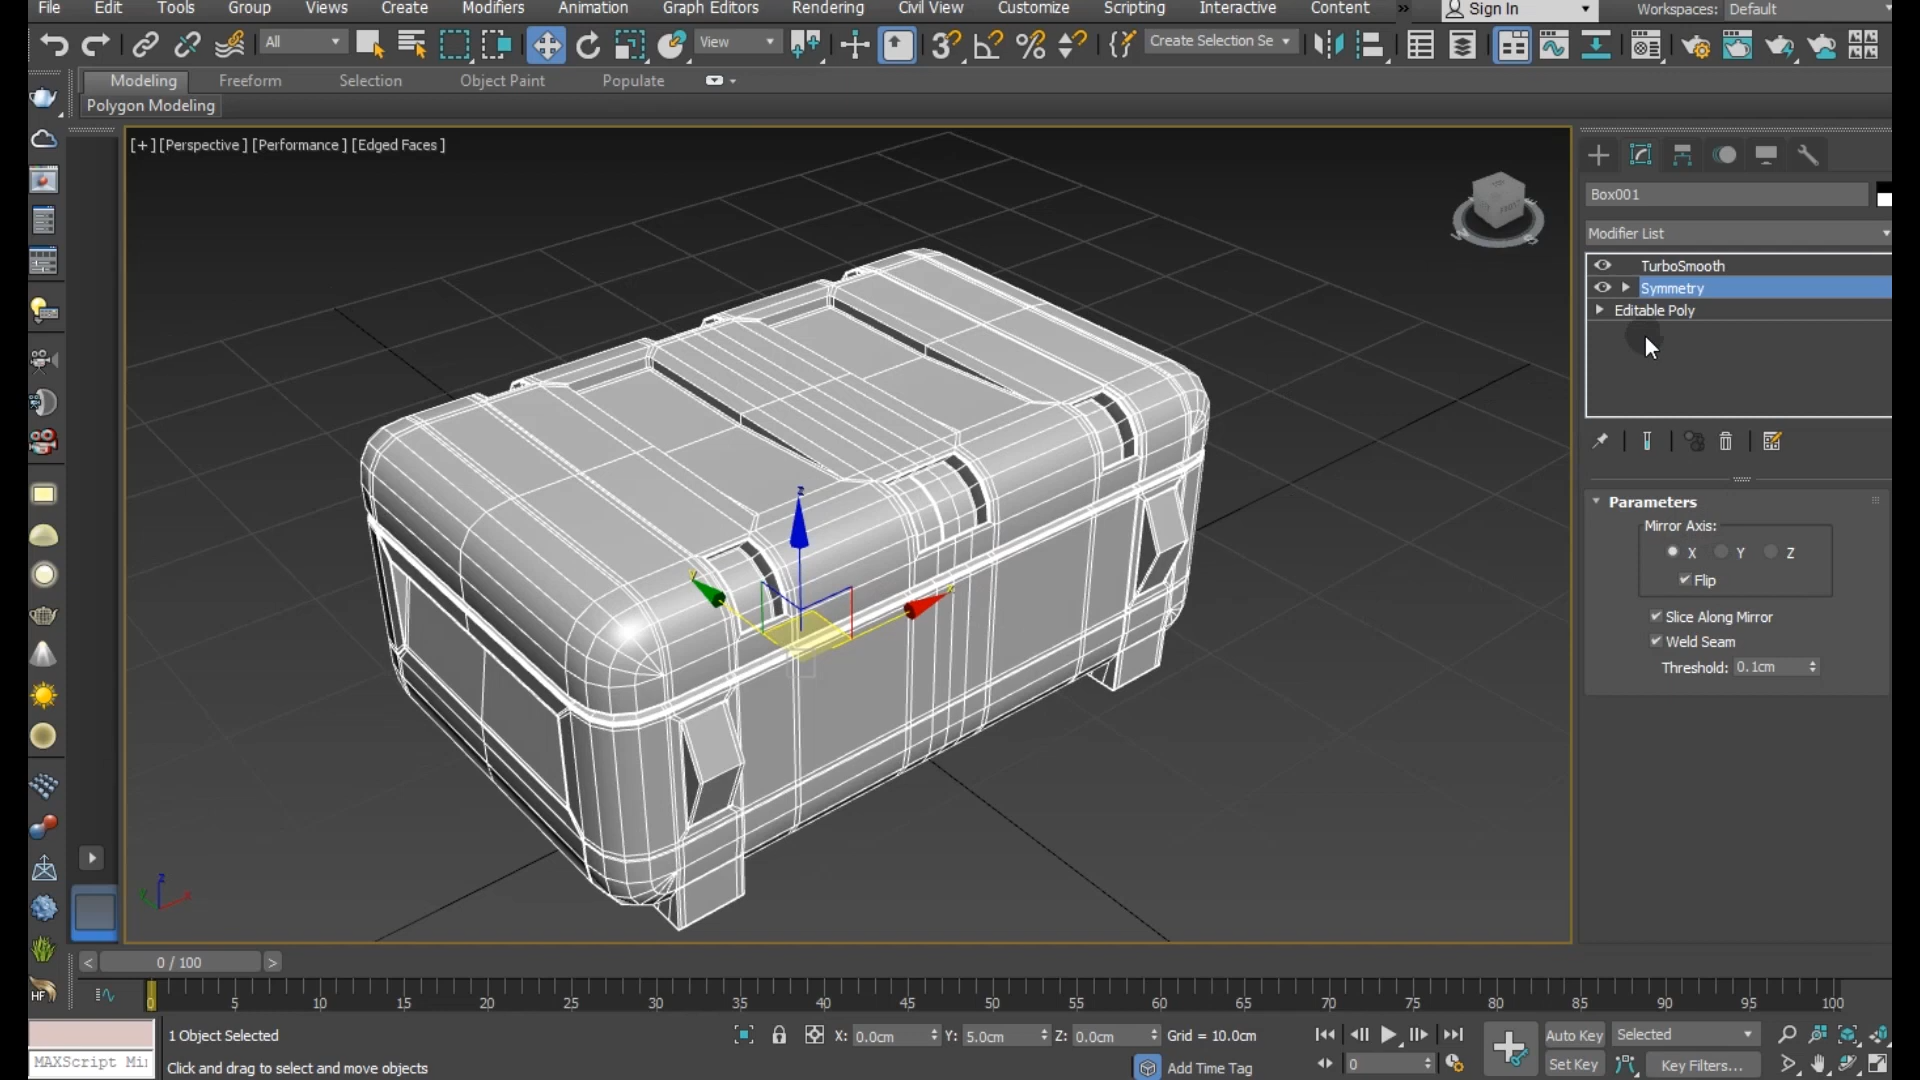 File Edit Tools Group Views Create Modifiers Animation Graph Editors Rendering Civil View Customize Scripting Interactive Content » Sign In Workspaces: Default
All View Create Selection Se
Modeling Freeform Selection Object Paint Populate
Polygon Modeling
[+] [Perspective ] [Performance ] [Edged Faces ]
Box001
Modifier List
TurboSmooth
Symmetry
Editable Poly
Parameters
Mirror Axis:
X Y Z
Flip
Slice Along Mirror
Weld Seam
Threshold: 0.1cm
z
x
z
< 0 / 100 >
0 5 10 15 20 25 30 35 40 45 50 55 60 65 70 75 80 85 90 95 100
1 Object Selected X: 0.0cm Y: 5.0cm Z: 0.0cm Grid = 10.0cm Auto Key Selected
MAXScript Mi Click and drag to select and move objects Add Time Tag 0 Set Key Key Filters...
HF